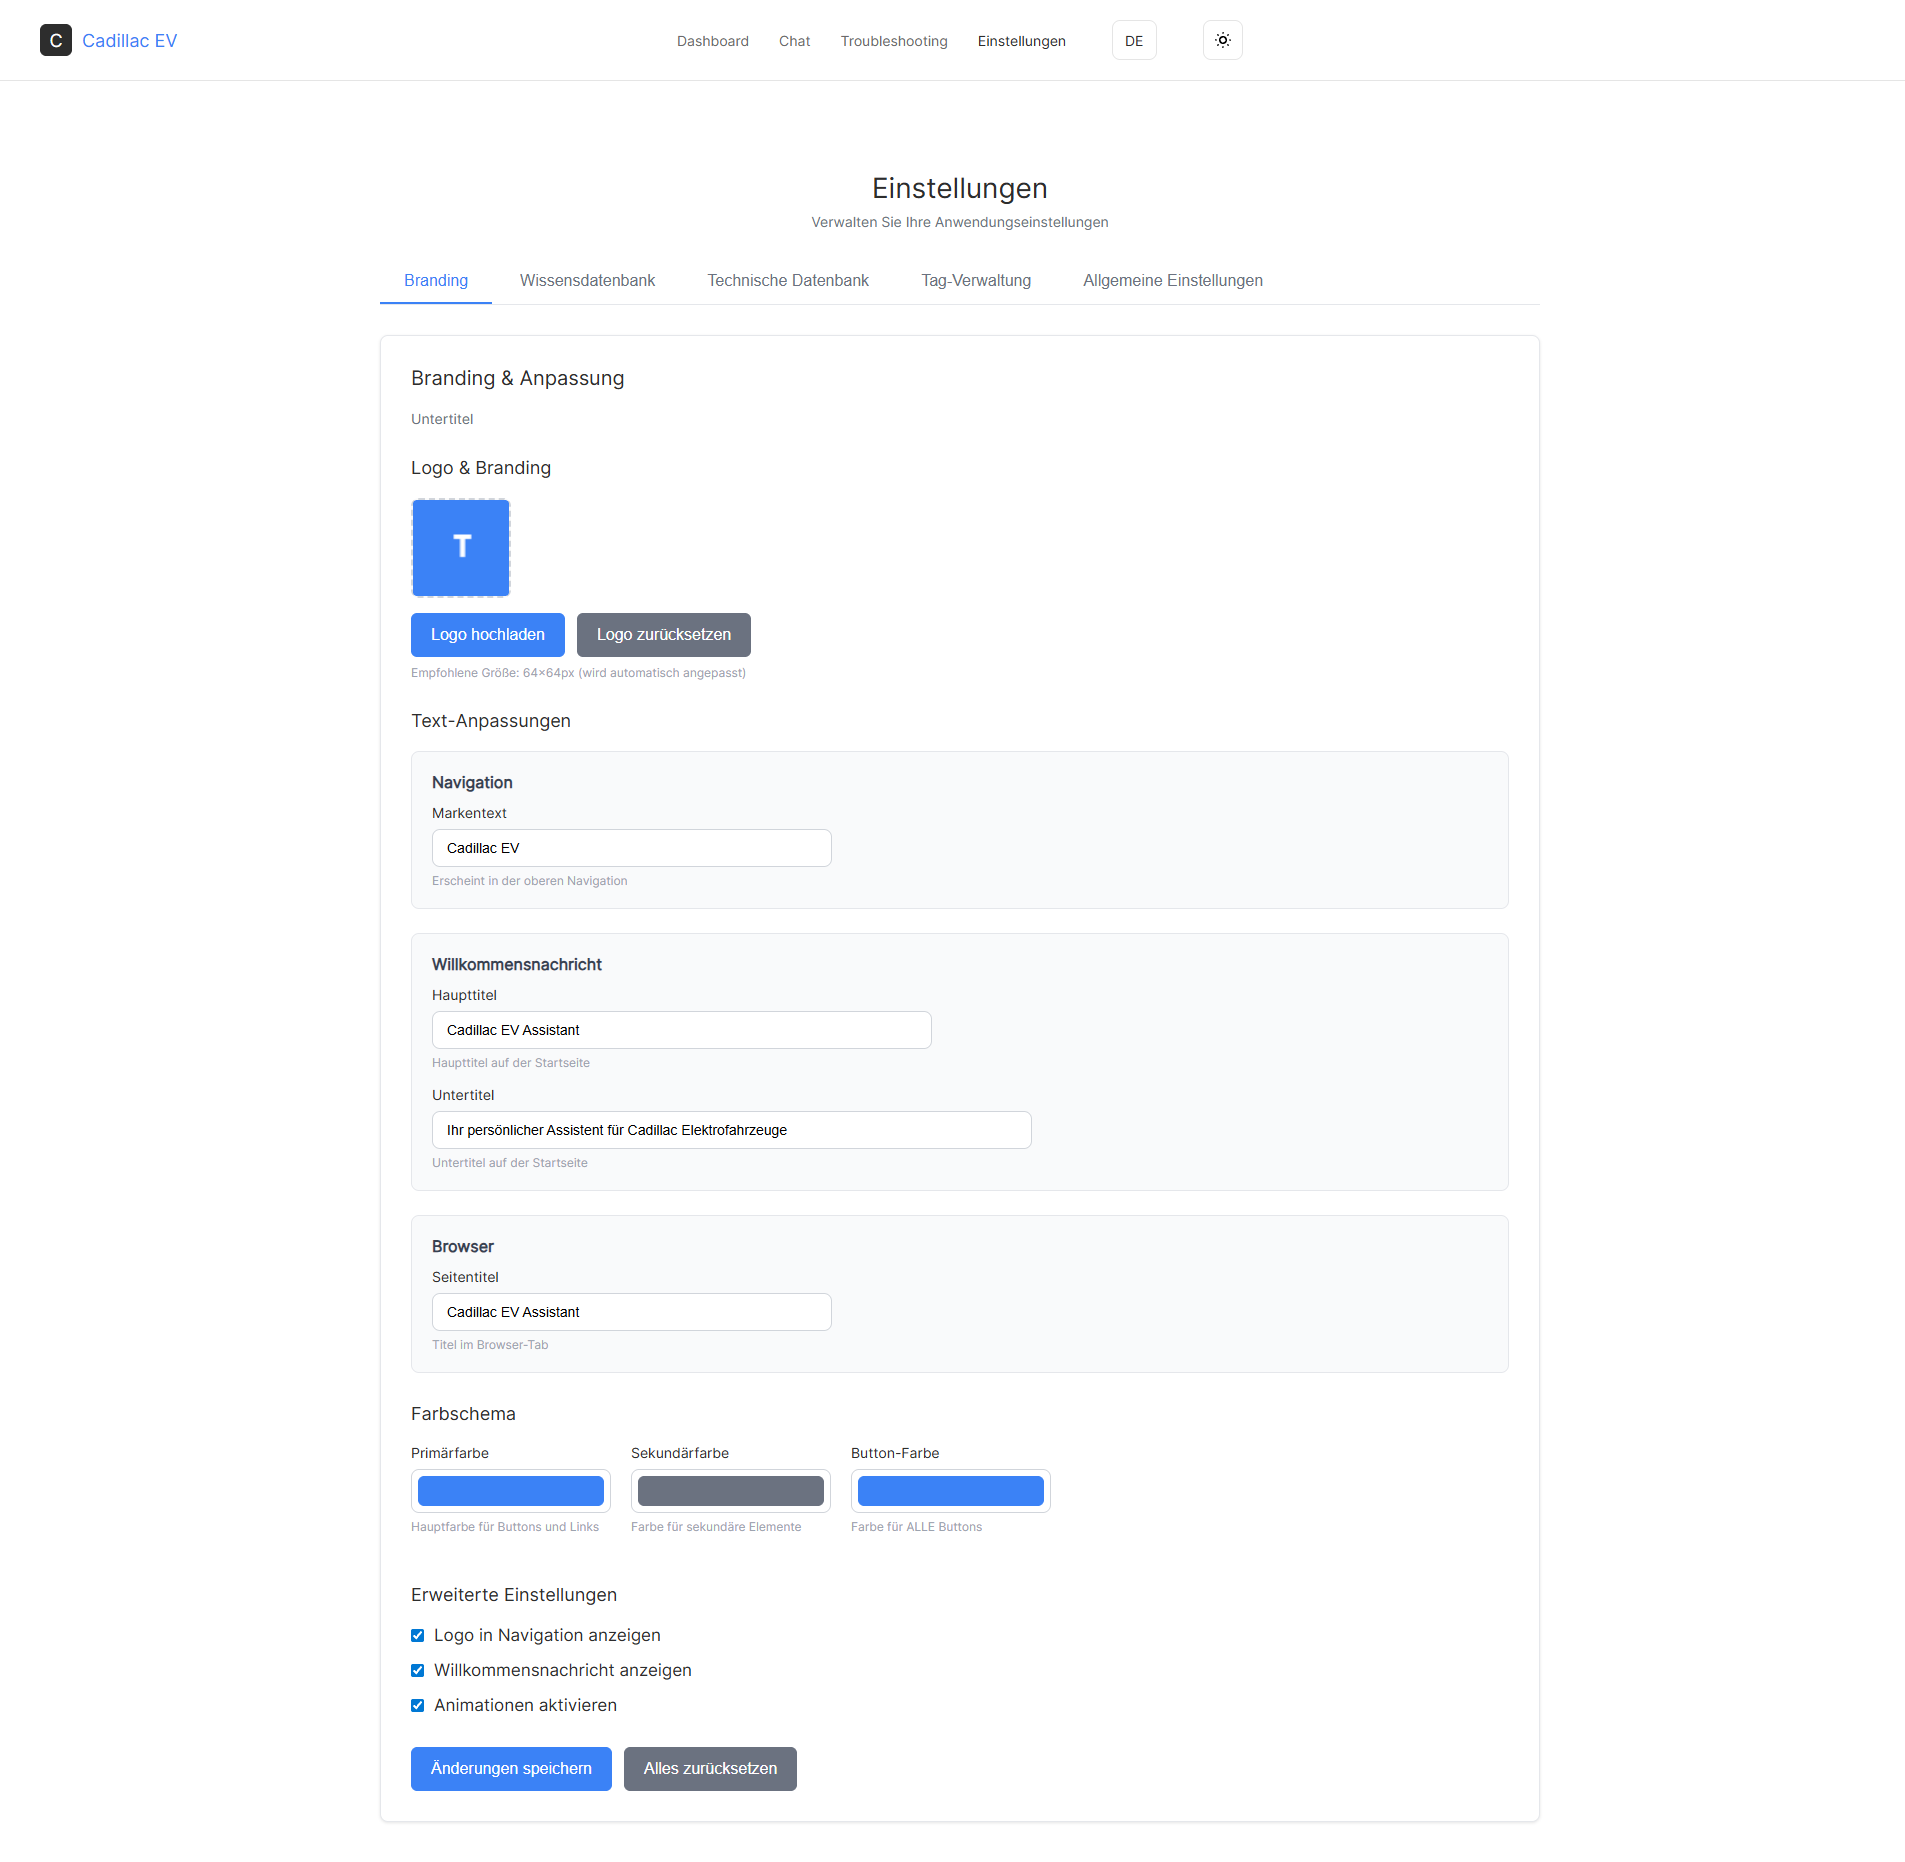 C Cadillac EV Dashboard Chat Troubleshooting Einstellungen DE
Einstellungen
Verwalten Sie Ihre Anwendungseinstellungen
Branding Wissensdatenbank Technische Datenbank Tag-Verwaltung Allgemeine Einstellungen
Branding & Anpassung
Untertitel
Logo & Branding
T
Logo hochladen Logo zurücksetzen
Empfohlene Größe: 64×64px (wird automatisch angepasst)
Text-Anpassungen
Navigation
Markentext
Cadillac EV
Erscheint in der oberen Navigation
Willkommensnachricht
Haupttitel
Cadillac EV Assistant
Haupttitel auf der Startseite
Untertitel
Ihr persönlicher Assistent für Cadillac Elektrofahrzeuge
Untertitel auf der Startseite
Browser
Seitentitel
Cadillac EV Assistant
Titel im Browser-Tab
Farbschema
Primärfarbe Sekundärfarbe Button-Farbe
Hauptfarbe für Buttons und Links Farbe für sekundäre Elemente Farbe für ALLE Buttons
Erweiterte Einstellungen
Logo in Navigation anzeigen
Willkommensnachricht anzeigen
Animationen aktivieren
Änderungen speichern Alles zurücksetzen